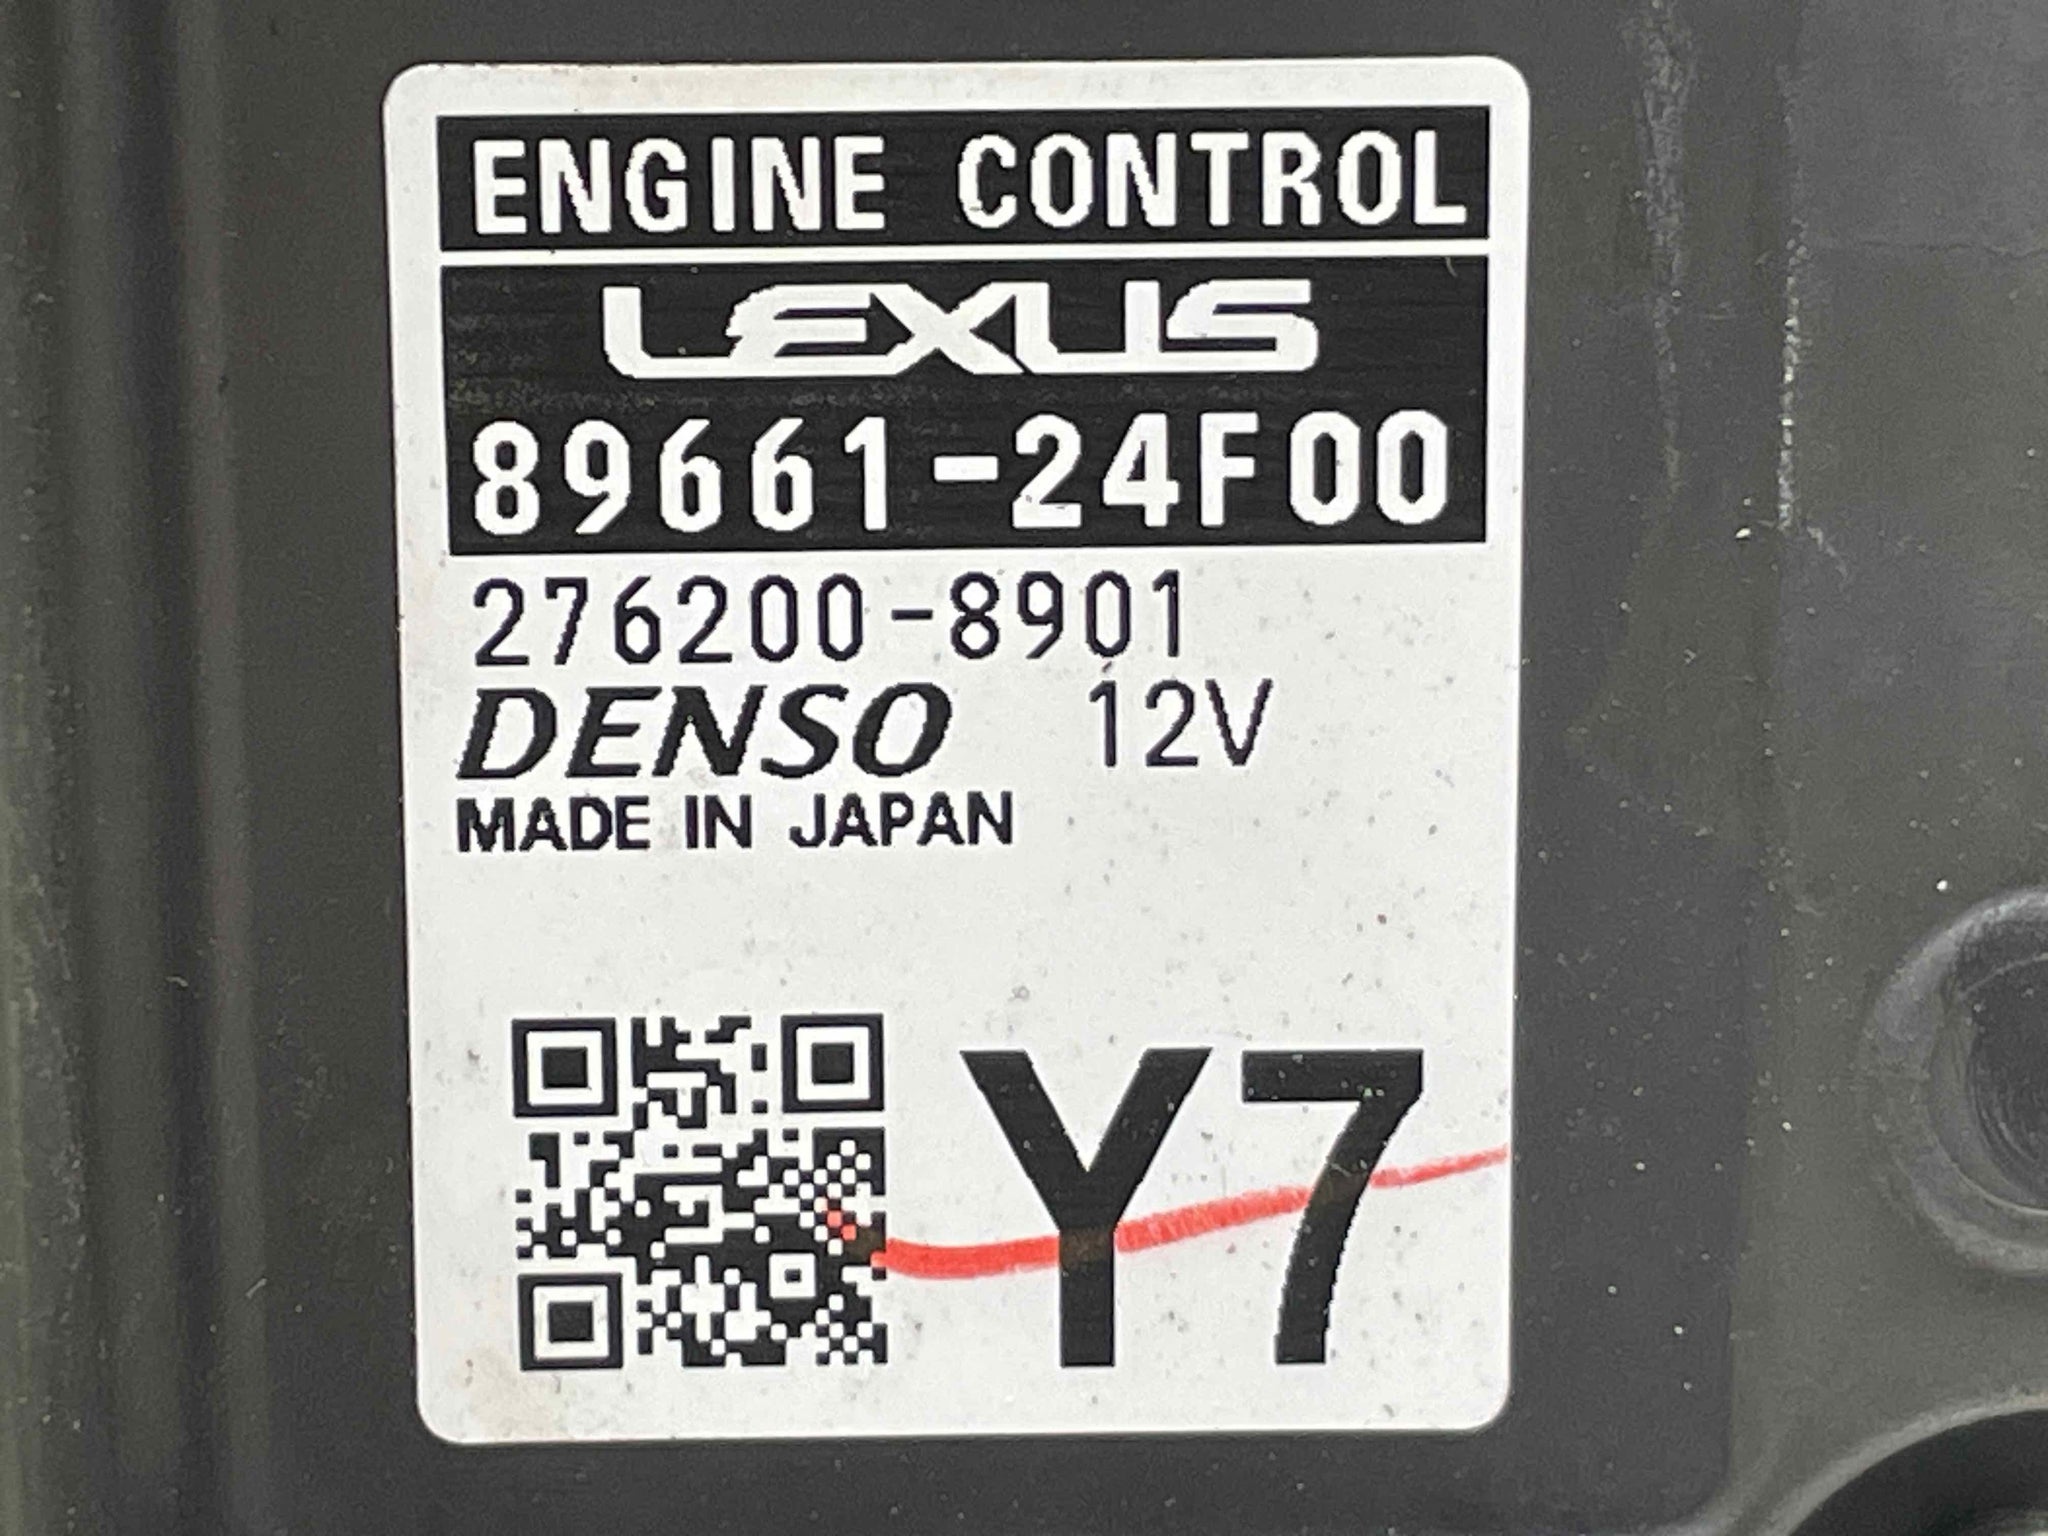 ENGINE CONTROL
LEXUS
89661-24F00
276200-8901
DENSO 12V
MADE IN JAPAN
Y7